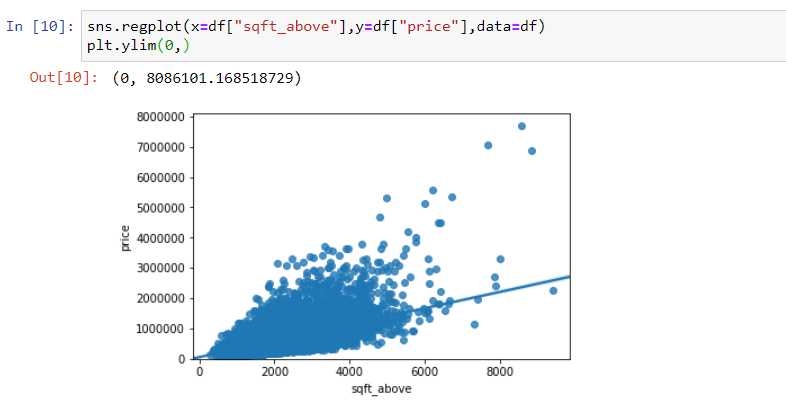 In [10]: sns.regplot(x=df["sqft_above"],y=df["price"],data=df)
plt.ylim(0,)
Out[10]: (0, 8086101.168518729)
8000000
7000000
6000000
5000000
4000000
3000000
2000000
1000000
0
price
0 2000 4000 6000 8000
sqft_above